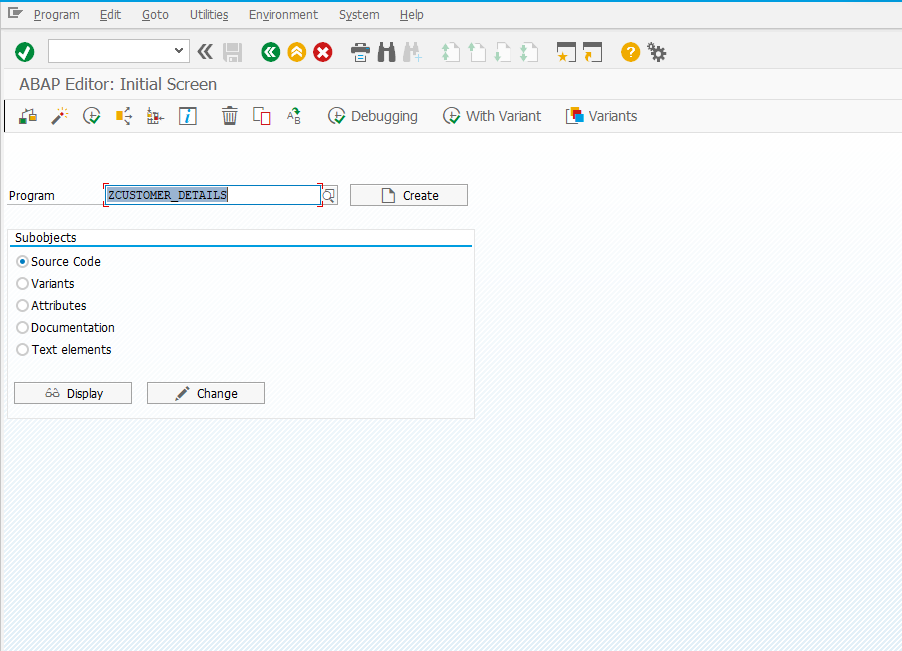 Program Edit Goto Utilities Environment System Help
ABAP Editor: Initial Screen
Debugging With Variant Variants
Program ZCUSTOMER_DETAILS Create
Subobjects
Source Code
Variants
Attributes
Documentation
Text elements
Display Change